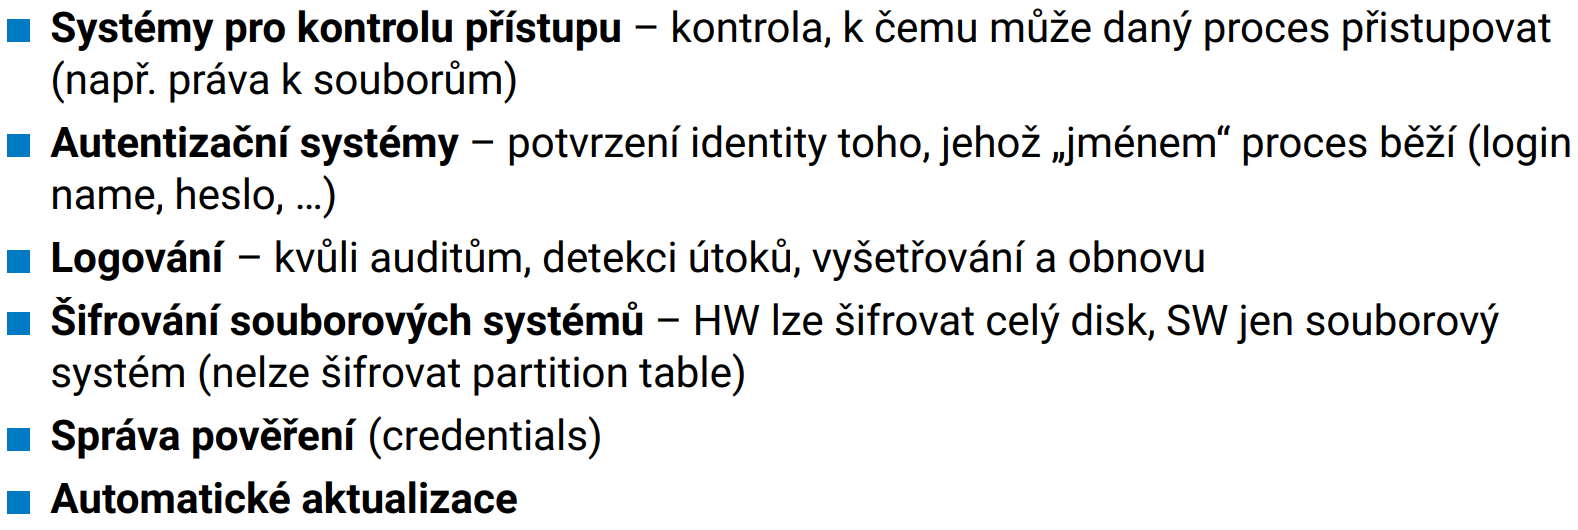 Systémy pro kontrolu přístupu – kontrola, k čemu může daný proces přistupovat
(např. práva k souborům)
Autentizační systémy – potvrzení identity toho, jehož „jménem“ proces běží (login
name, heslo, …)
Logování – kvůli auditům, detekci útoků, vyšetřování a obnovu
Šifrování souborových systémů – HW lze šifrovat celý disk, SW jen souborový
systém (nelze šifrovat partition table)
Správa pověření (credentials)
Automatické aktualizace